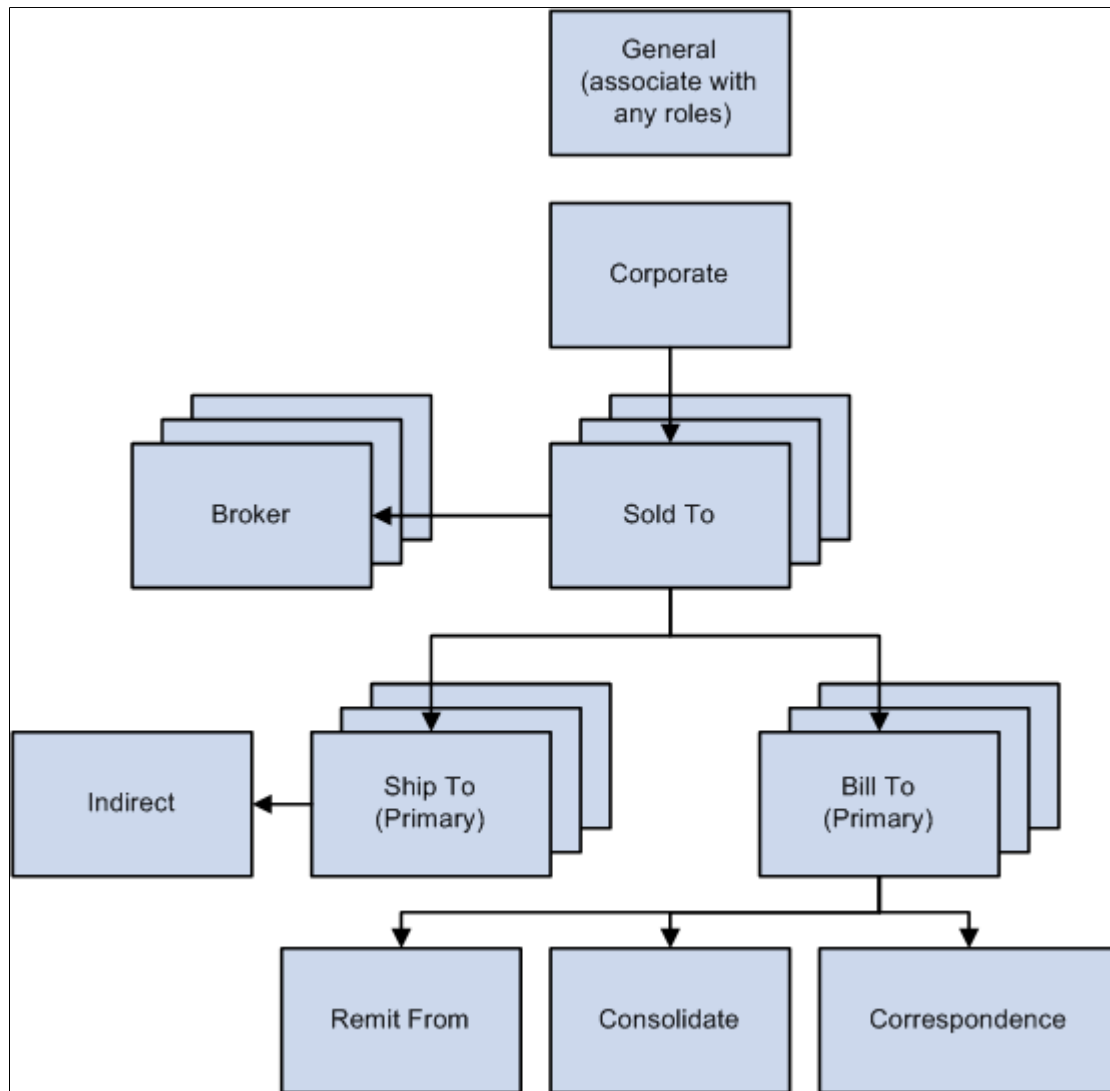 General
(associate with
any roles)
Corporate
Broker
Sold To
Indirect
Ship To
(Primary)
Bill To
(Primary)
Remit From
Consolidate
Correspondence